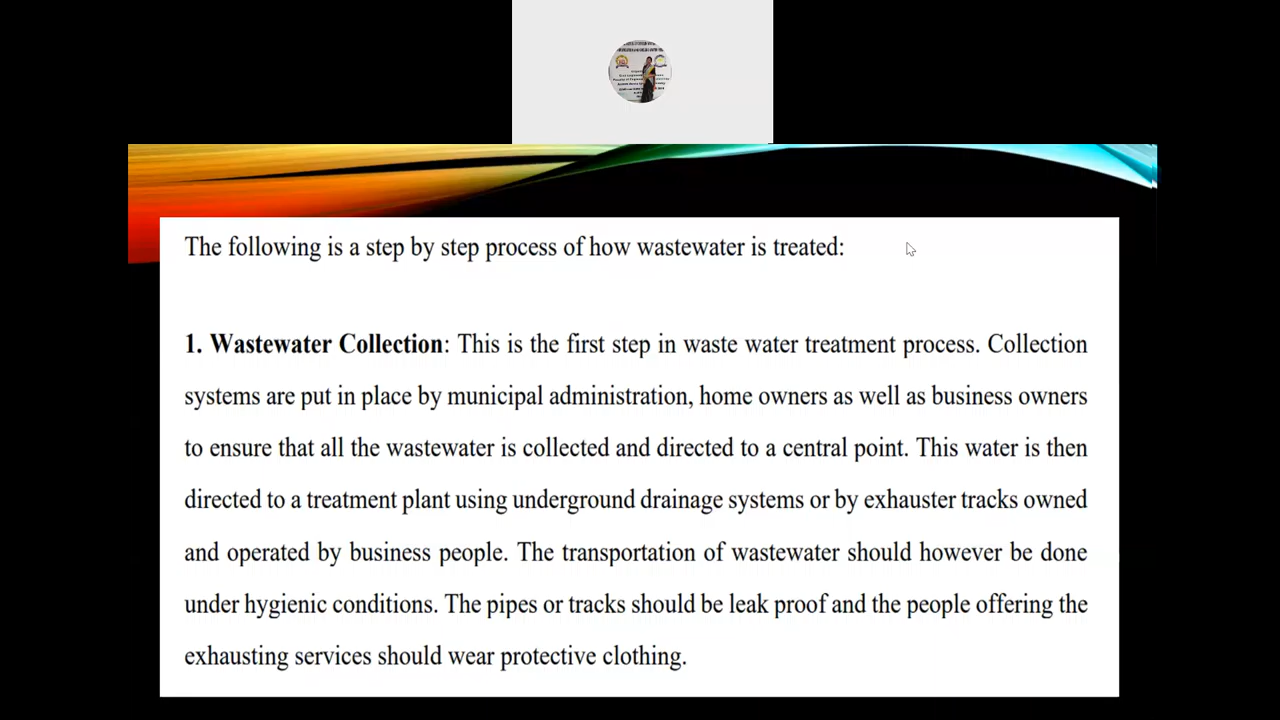 The following is a step by step process of how wastewater is treated:
1. Wastewater Collection: This is the first step in waste water treatment process. Collection
systems are put in place by municipal administration, home owners as well as business owners
to ensure that all the wastewater is collected and directed to a central point. This water is then
directed to a treatment plant using underground drainage systems or by exhauster tracks owned
and operated by business people. The transportation of wastewater should however be done
under hygienic conditions. The pipes or tracks should be leak proof and the people offering the
exhausting services should wear protective clothing.